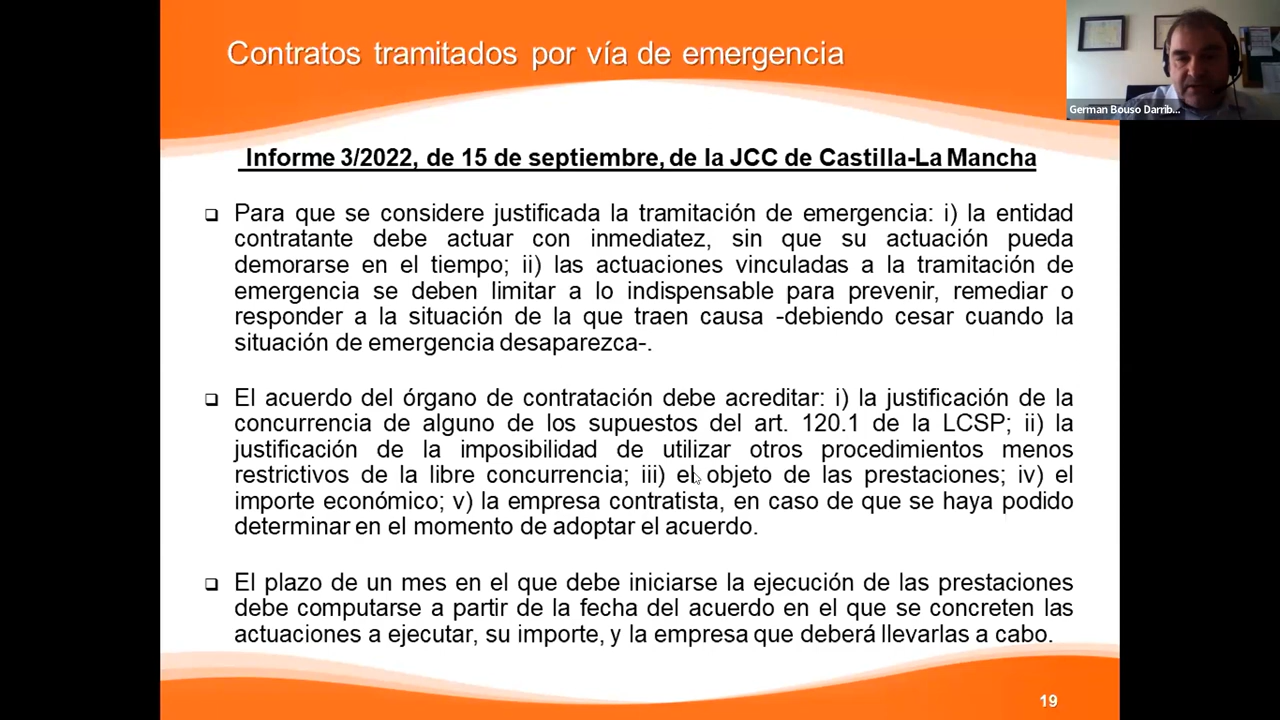 Contratos tramitados por vía de emergencia
German Bouso Darrib...
Informe 3/2022, de 15 de septiembre, de la JCC de Castilla-La Mancha
Para que se considere justificada la tramitación de emergencia: i) la entidad
contratante debe actuar con inmediatez, sin que su actuación pueda
demorarse en el tiempo; ii) las actuaciones vinculadas a la tramitación de
emergencia se deben limitar a lo indispensable para prevenir, remediar o
responder a la situación de la que traen causa -debiendo cesar cuando la
situación de emergencia desaparezca-.
El acuerdo del órgano de contratación debe acreditar: i) la justificación de la
concurrencia de alguno de los supuestos del art. 120.1 de la LCSP; ii) la
justificación de la imposibilidad de utilizar otros procedimientos menos
restrictivos de la libre concurrencia; iii) el objeto de las prestaciones; iv) el
importe económico; v) la empresa contratista, en caso de que se haya podido
determinar en el momento de adoptar el acuerdo.
El plazo de un mes en el que debe iniciarse la ejecución de las prestaciones
debe computarse a partir de la fecha del acuerdo en el que se concreten las
actuaciones a ejecutar, su importe, y la empresa que deberá llevarlas a cabo.
19